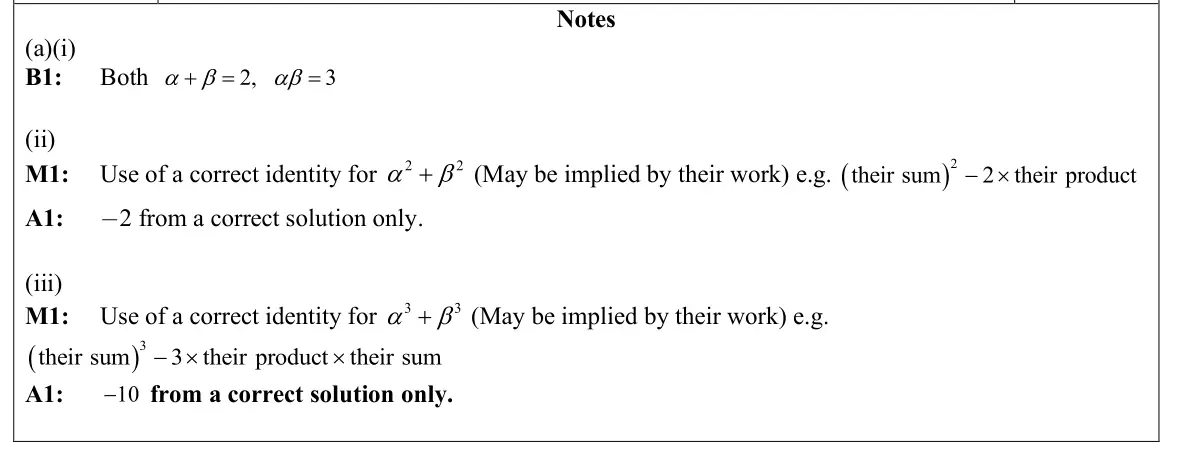 Notes
(a)(i)
B1: Both α + β = 2, αβ = 3
(ii)
M1: Use of a correct identity for α² + β² (May be implied by their work) e.g. (their sum)² − 2 × their product
A1: −2 from a correct solution only.
(iii)
M1: Use of a correct identity for α³ + β³ (May be implied by their work) e.g.
(their sum)³ − 3 × their product × their sum
A1: −10 from a correct solution only.